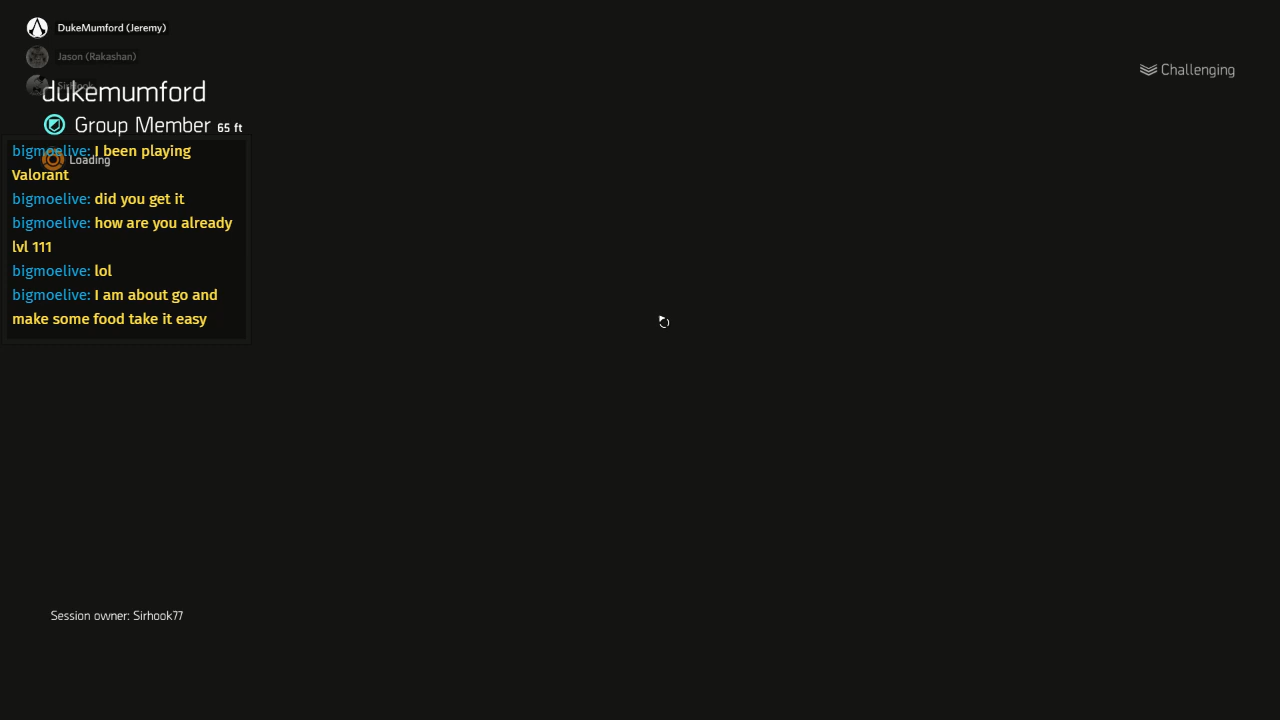 DukeMumford (Jeremy)
Jason (Rakashan)
SirHook
Challenging
dukemumford
Group Member 65 ft
Loading
bigmoelive: I been playing
Valorant
bigmoelive: did you get it
bigmoelive: how are you already
lvl 111
bigmoelive: lol
bigmoelive: I am about go and
make some food take it easy
Session owner: Sirhook77